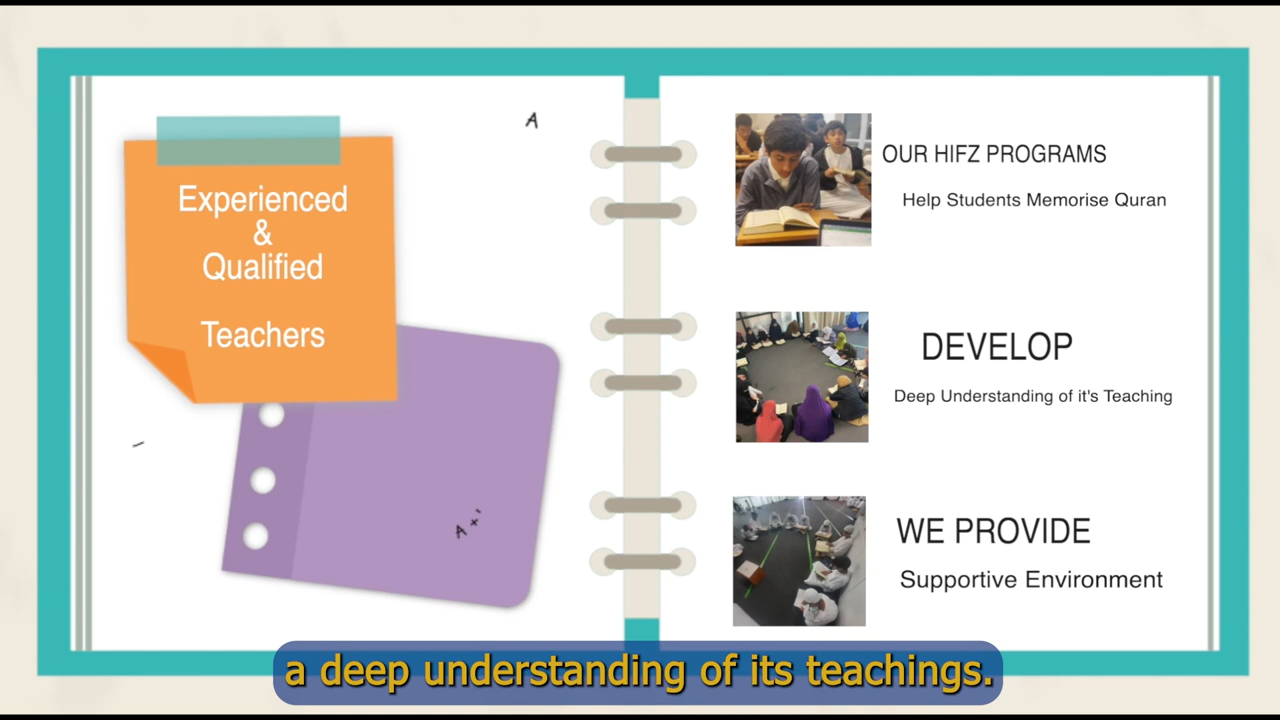 Experienced
&
Qualified
Teachers
A
A+
OUR HIFZ PROGRAMS
Help Students Memorise Quran
DEVELOP
Deep Understanding of it's Teaching
WE PROVIDE
Supportive Environment
a deep understanding of its teachings.